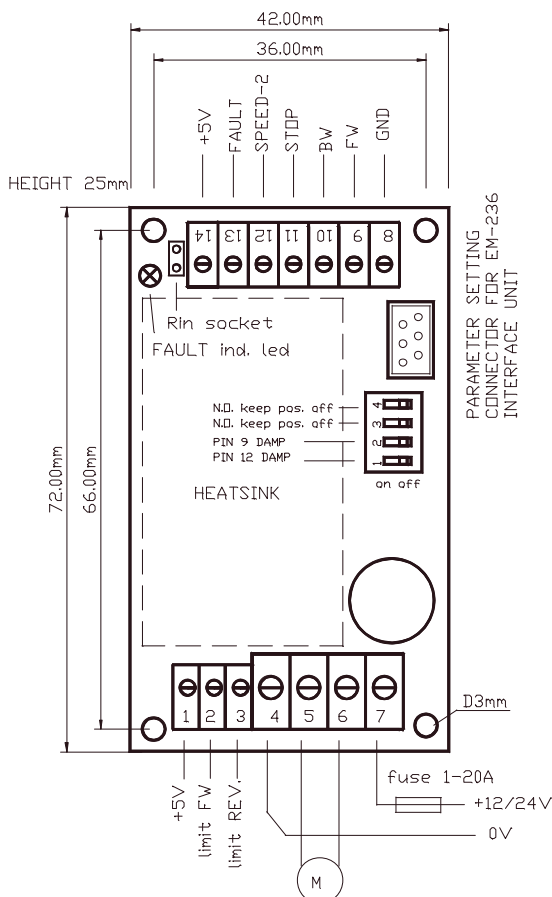 42.00mm
36.00mm
+5V
FAULT
SPEED-2
STOP
BW
FW
GND
HEIGHT 25mm
14
13
12
11
10
9
8
PARAMETER SETTING
CONNECTOR FOR EM-236
INTERFACE UNIT
Rin socket
FAULT ind. led
N.O. keep pos. off
N.O. keep pos. off
PIN 9 DAMP
PIN 12 DAMP
4
3
2
1
on off
HEATSINK
72.00mm
66.00mm
1
2
3
4
5
6
7
D3mm
+5V
limit FW
limit REV.
fuse 1-20A
+12/24V
0V
M